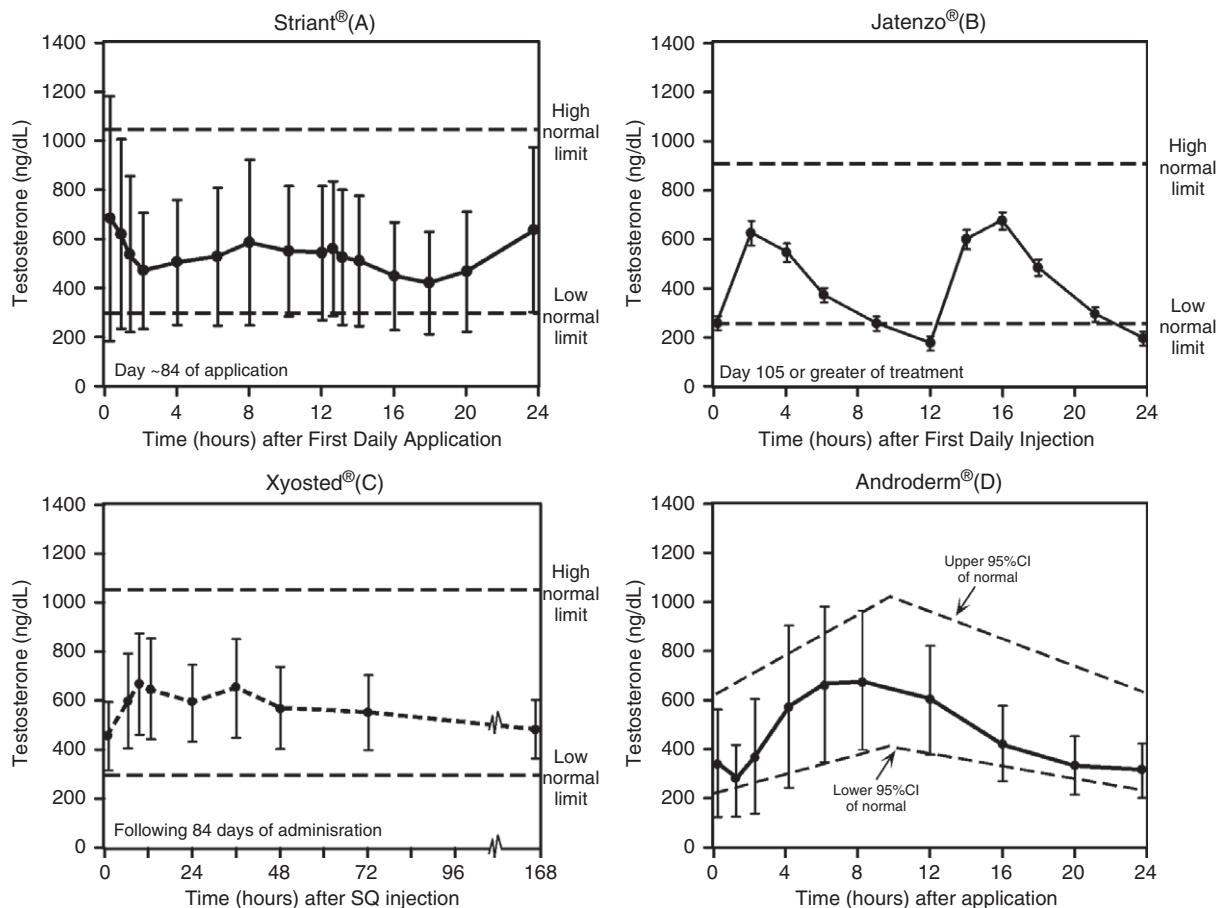 Striant®(A)
1400
1200
1000
800
600
400
200
0
Testosterone (ng/dL)
High
normal
limit
Low
normal
limit
Day ~84 of application
0 4 8 12 16 20 24
Time (hours) after First Daily Application
Jatenzo®(B)
1400
1200
1000
800
600
400
200
0
Testosterone (ng/dL)
High
normal
limit
Low
normal
limit
Day 105 or greater of treatment
0 4 8 12 16 20 24
Time (hours) after First Daily Injection
Xyosted®(C)
1400
1200
1000
800
600
400
200
0
Testosterone (ng/dL)
High
normal
limit
Low
normal
limit
Following 84 days of adminisration
0 24 48 72 96 168
Time (hours) after SQ injection
Androderm®(D)
1400
1200
1000
800
600
400
200
0
Testosterone (ng/dL)
Upper 95%CI
of normal
Lower 95%CI
of normal
0 4 8 12 16 20 24
Time (hours) after application